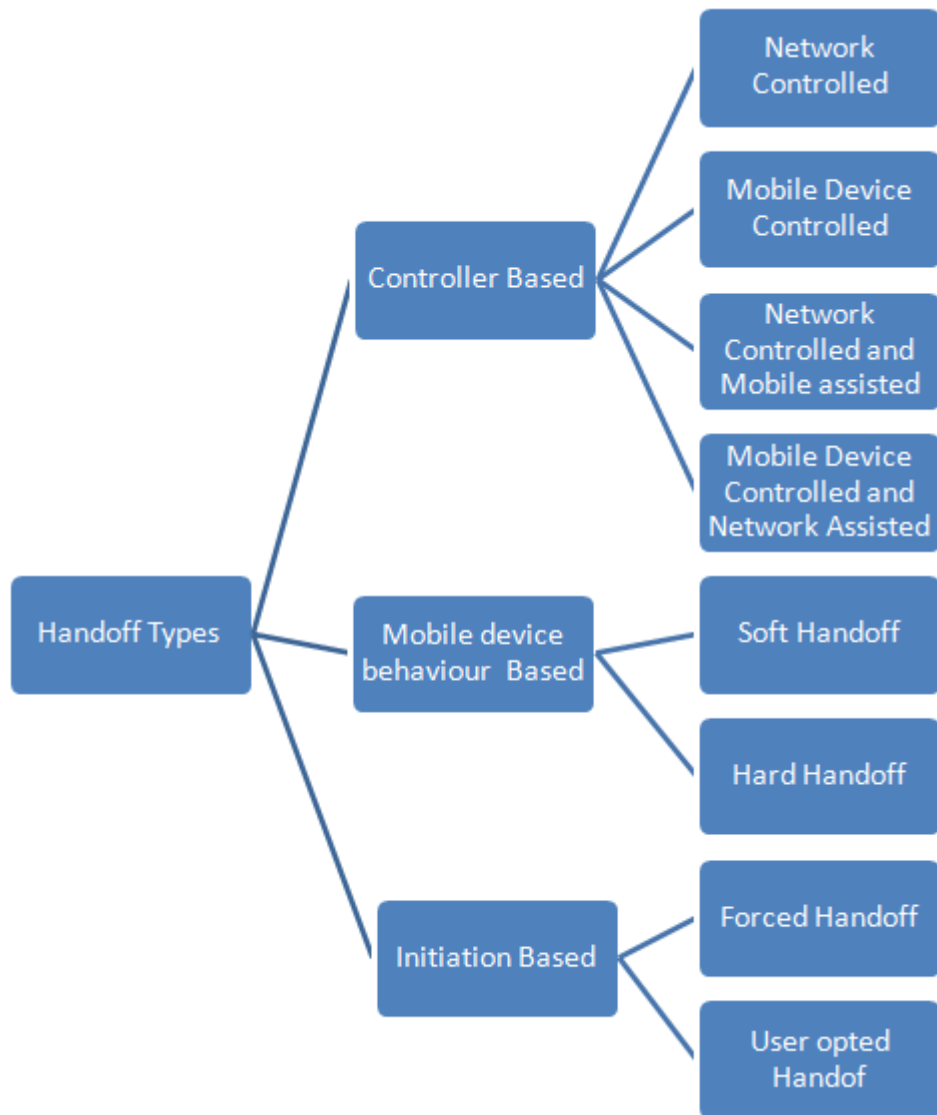 Handoff Types
Controller Based
Network
Controlled
Mobile Device
Controlled
Network
Controlled and
Mobile assisted
Mobile Device
Controlled and
Network Assisted
Mobile device
behaviour  Based
Soft Handoff
Hard Handoff
Initiation Based
Forced Handoff
User opted
Handof